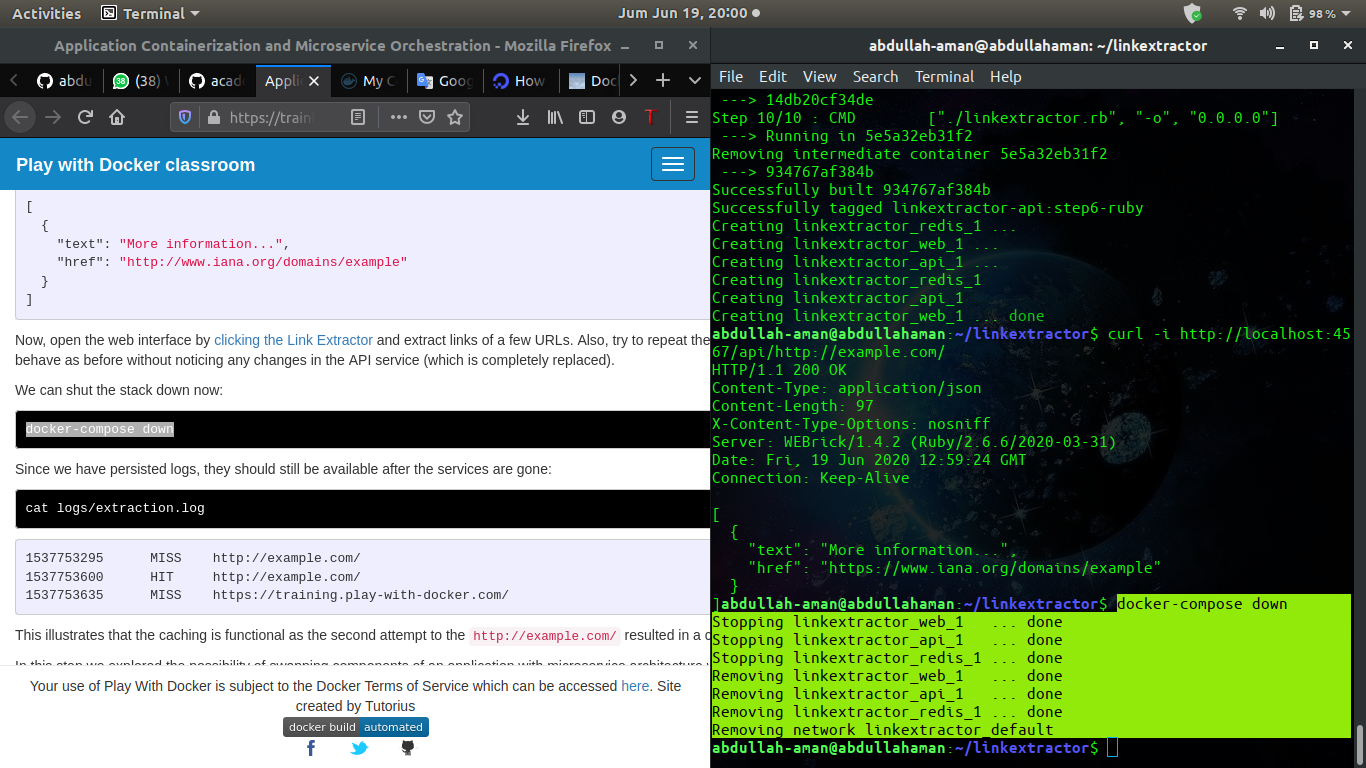 Activities Terminal Jum Jun 19, 20:00 98%
Application Containerization and Microservice Orchestration - Mozilla Firefox
abdu (38) acad Applic My C Goog How Doc
https://train
Play with Docker classroom
[
{
"text": "More information...",
"href": "http://www.iana.org/domains/example"
}
]
Now, open the web interface by clicking the Link Extractor and extract links of a few URLs. Also, try to repeat the
behave as before without noticing any changes in the API service (which is completely replaced).
We can shut the stack down now:
docker-compose down
Since we have persisted logs, they should still be available after the services are gone:
cat logs/extraction.log
1537753295 MISS http://example.com/
1537753600 HIT http://example.com/
1537753635 MISS https://training.play-with-docker.com/
This illustrates that the caching is functional as the second attempt to the http://example.com/ resulted in a c
In this step we explored the possibility of swapping components of an application with microservice architecture
Your use of Play With Docker is subject to the Docker Terms of Service which can be accessed here. Site
created by Tutorius
docker build automated
abdullah-aman@abdullahaman: ~/linkextractor
File Edit View Search Terminal Help
---> 14db20cf34de
Step 10/10 : CMD ["./linkextractor.rb", "-o", "0.0.0.0"]
---> Running in 5e5a32eb31f2
Removing intermediate container 5e5a32eb31f2
---> 934767af384b
Successfully built 934767af384b
Successfully tagged linkextractor-api:step6-ruby
Creating linkextractor_redis_1 ...
Creating linkextractor_web_1 ...
Creating linkextractor_api_1 ...
Creating linkextractor_redis_1
Creating linkextractor_api_1
Creating linkextractor_web_1 ... done
abdullah-aman@abdullahaman:~/linkextractor$ curl -i http://localhost:45
67/api/http://example.com/
HTTP/1.1 200 OK
Content-Type: application/json
Content-Length: 97
X-Content-Type-Options: nosniff
Server: WEBrick/1.4.2 (Ruby/2.6.6/2020-03-31)
Date: Fri, 19 Jun 2020 12:59:24 GMT
Connection: Keep-Alive
[
{
"text": "More information...",
"href": "https://www.iana.org/domains/example"
}
]abdullah-aman@abdullahaman:~/linkextractor$ docker-compose down
Stopping linkextractor_web_1 ... done
Stopping linkextractor_api_1 ... done
Stopping linkextractor_redis_1 ... done
Removing linkextractor_web_1 ... done
Removing linkextractor_api_1 ... done
Removing linkextractor_redis_1 ... done
Removing network linkextractor_default
abdullah-aman@abdullahaman:~/linkextractor$